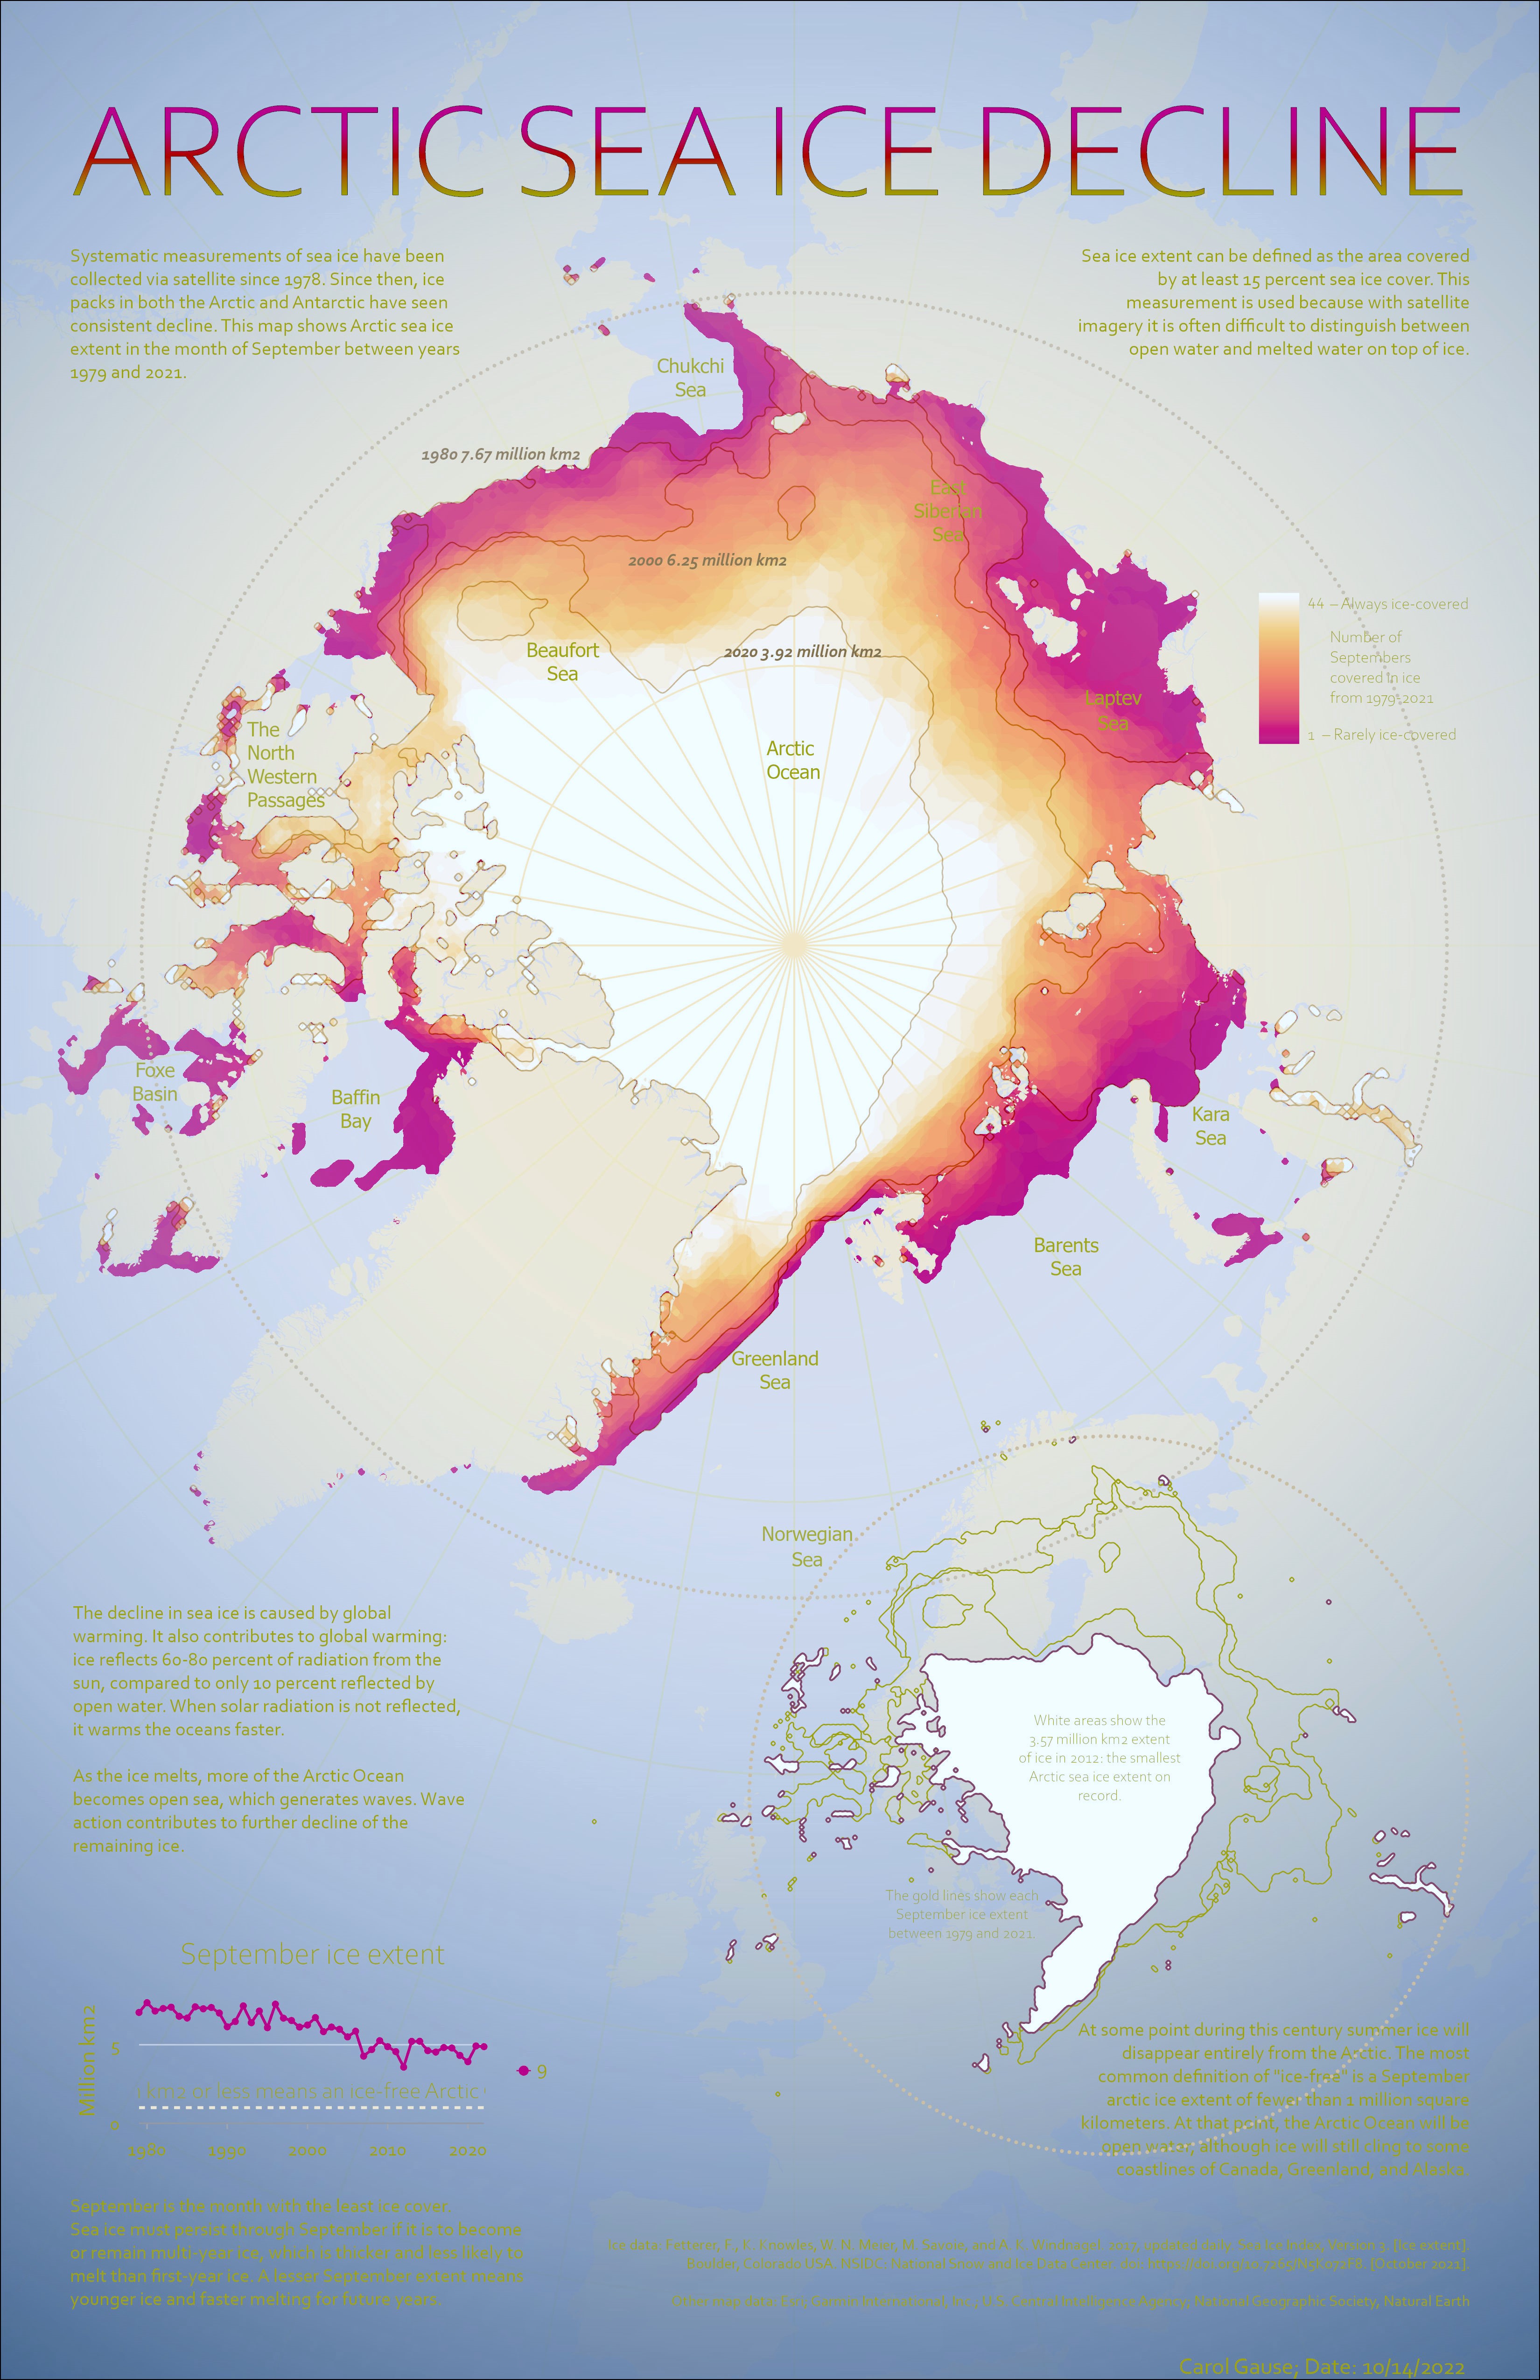 ARCTIC SEA ICE DECLINE
Systematic measurements of sea ice have been
collected via satellite since 1978. Since then, ice
packs in both the Arctic and Antarctic have seen
consistent decline. This map shows Arctic sea ice
extent in the month of September between years
1979 and 2021.
Sea ice extent can be defined as the area covered
by at least 15 percent sea ice cover. This
measurement is used because with satellite
imagery it is often difficult to distinguish between
open water and melted water on top of ice.
Chukchi
Sea
1980 7.67 million km2
East
Siberian
Sea
2000 6.25 million km2
44 – Always ice-covered
Number of
Septembers
covered in ice
from 1979-2021
1 – Rarely ice-covered
Beaufort
Sea
2020 3.92 million km2
Laptev
Sea
The
North
Western
Passages
Arctic
Ocean
Foxe
Basin
Baffin
Bay
Kara
Sea
Barents
Sea
Greenland
Sea
Norwegian
Sea
The decline in sea ice is caused by global
warming. It also contributes to global warming:
ice reflects 60-80 percent of radiation from the
sun, compared to only 10 percent reflected by
open water. When solar radiation is not reflected,
it warms the oceans faster.
As the ice melts, more of the Arctic Ocean
becomes open sea, which generates waves. Wave
action contributes to further decline of the
remaining ice.
White areas show the
3.57 million km2 extent
of ice in 2012: the smallest
Arctic sea ice extent on
record.
The gold lines show each
September ice extent
between 1979 and 2021.
September ice extent
Million km2
5
0
9
1km2 or less means an ice-free Arctic
1980 1990 2000 2010 2020
At some point during this century summer ice will
disappear entirely from the Arctic. The most
common definition of "ice-free" is a September
arctic ice extent of fewer than 1 million square
kilometers. At that point, the Arctic Ocean will be
open water, although ice will still cling to some
coastlines of Canada, Greenland, and Alaska.
September is the month with the least ice cover.
Sea ice must persist through September if it is to become
or remain multi-year ice, which is thicker and less likely to
melt than first-year ice. A lesser September extent means
younger ice and faster melting for future years.
Ice data: Fetterer, F., K. Knowles, W. N. Meier, M. Savoie, and A. K. Windnagel. 2017, updated daily. Sea Ice Index, Version 3. [Ice extent].
Boulder, Colorado USA. NSIDC: National Snow and Ice Data Center. doi: https://doi.org/10.7265/N5K072F8. [October 2021].
Other map data: Esri; Garmin International, Inc.; U.S. Central Intelligence Agency; National Geographic Society, Natural Earth
Carol Gause; Date: 10/14/2022